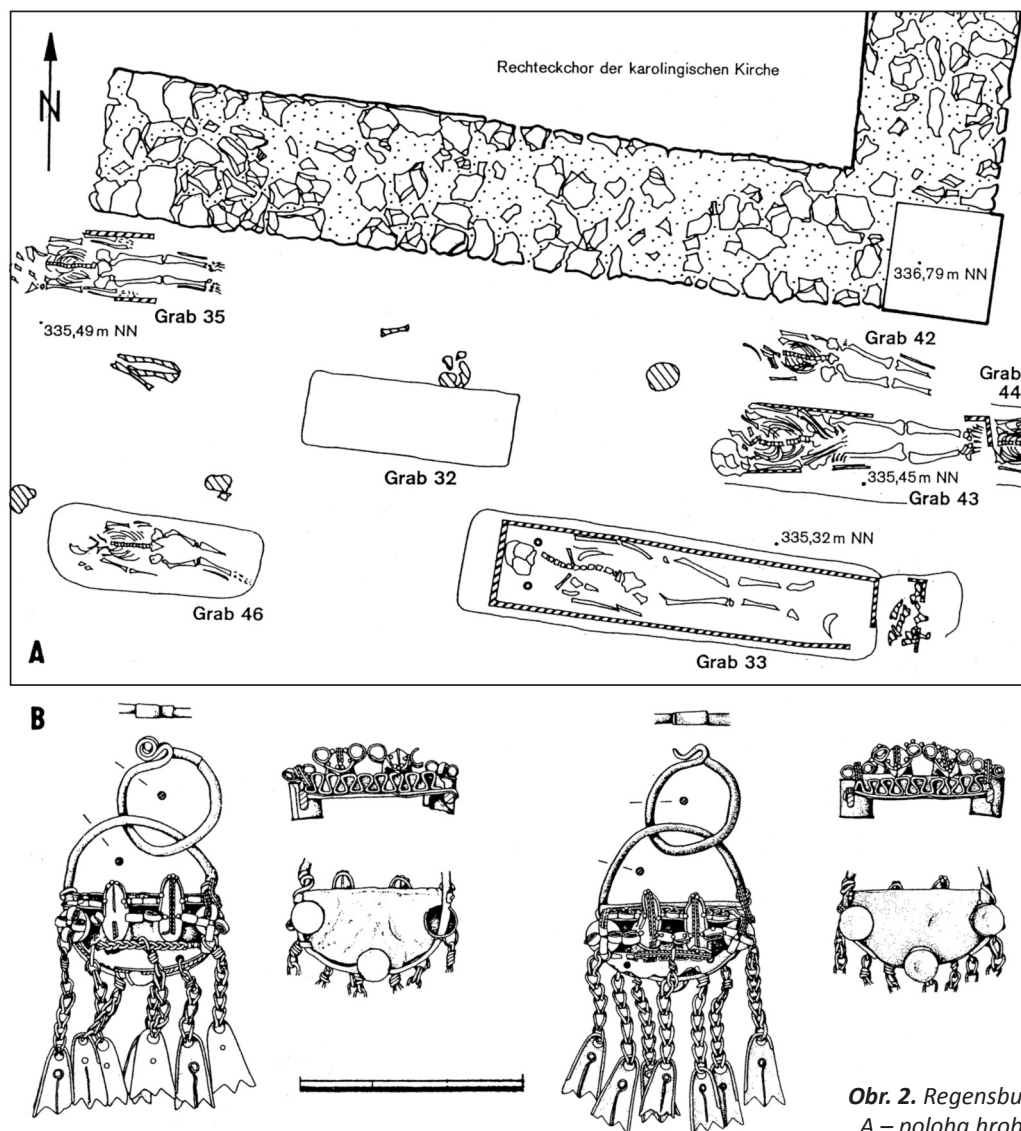 N
Rechteckchor der karolingischen Kirche
336,79 m NN
Grab 35
335,49 m NN
Grab 42
Grab
44
Grab 32
335,45 m NN
Grab 43
335,32 m NN
Grab 46
Grab 33
A
B
Obr. 2. Regensbu
A – poloha hroh